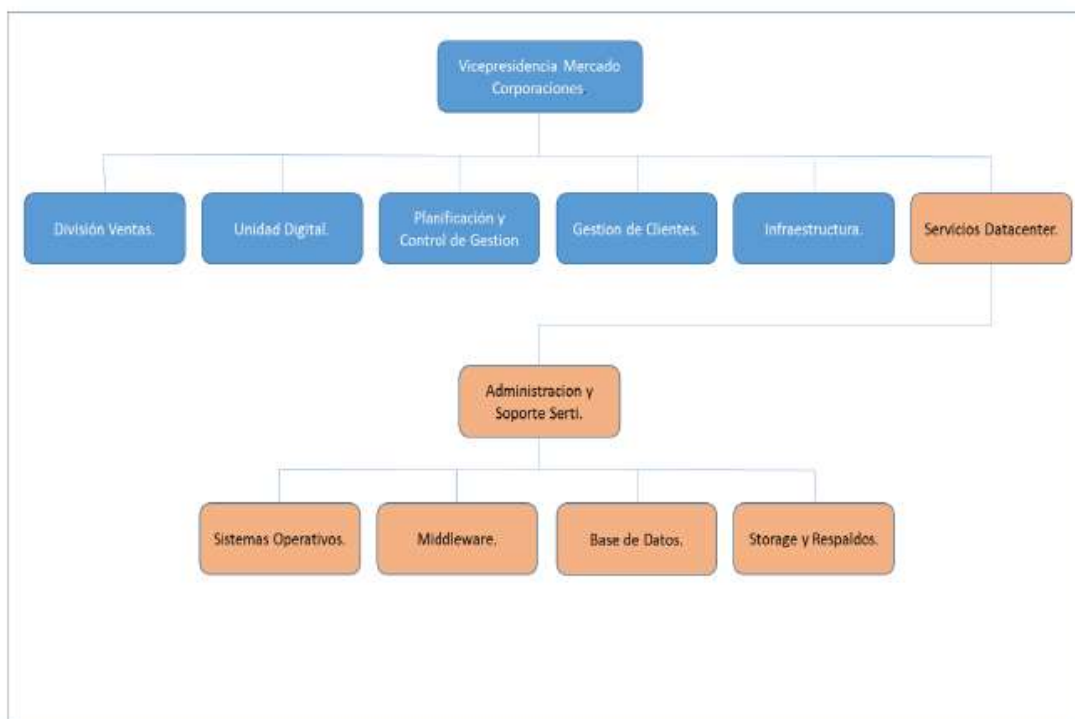 Vicepresidencia Mercado
Corporaciones.
División Ventas.
Unidad Digital.
Planificación y
Control de Gestion
Gestion de Clientes.
Infraestructura.
Servicios Datacenter.
Administracion y
Soporte Serti.
Sistemas Operativos.
Middleware.
Base de Datos.
Storage y Respaldos.